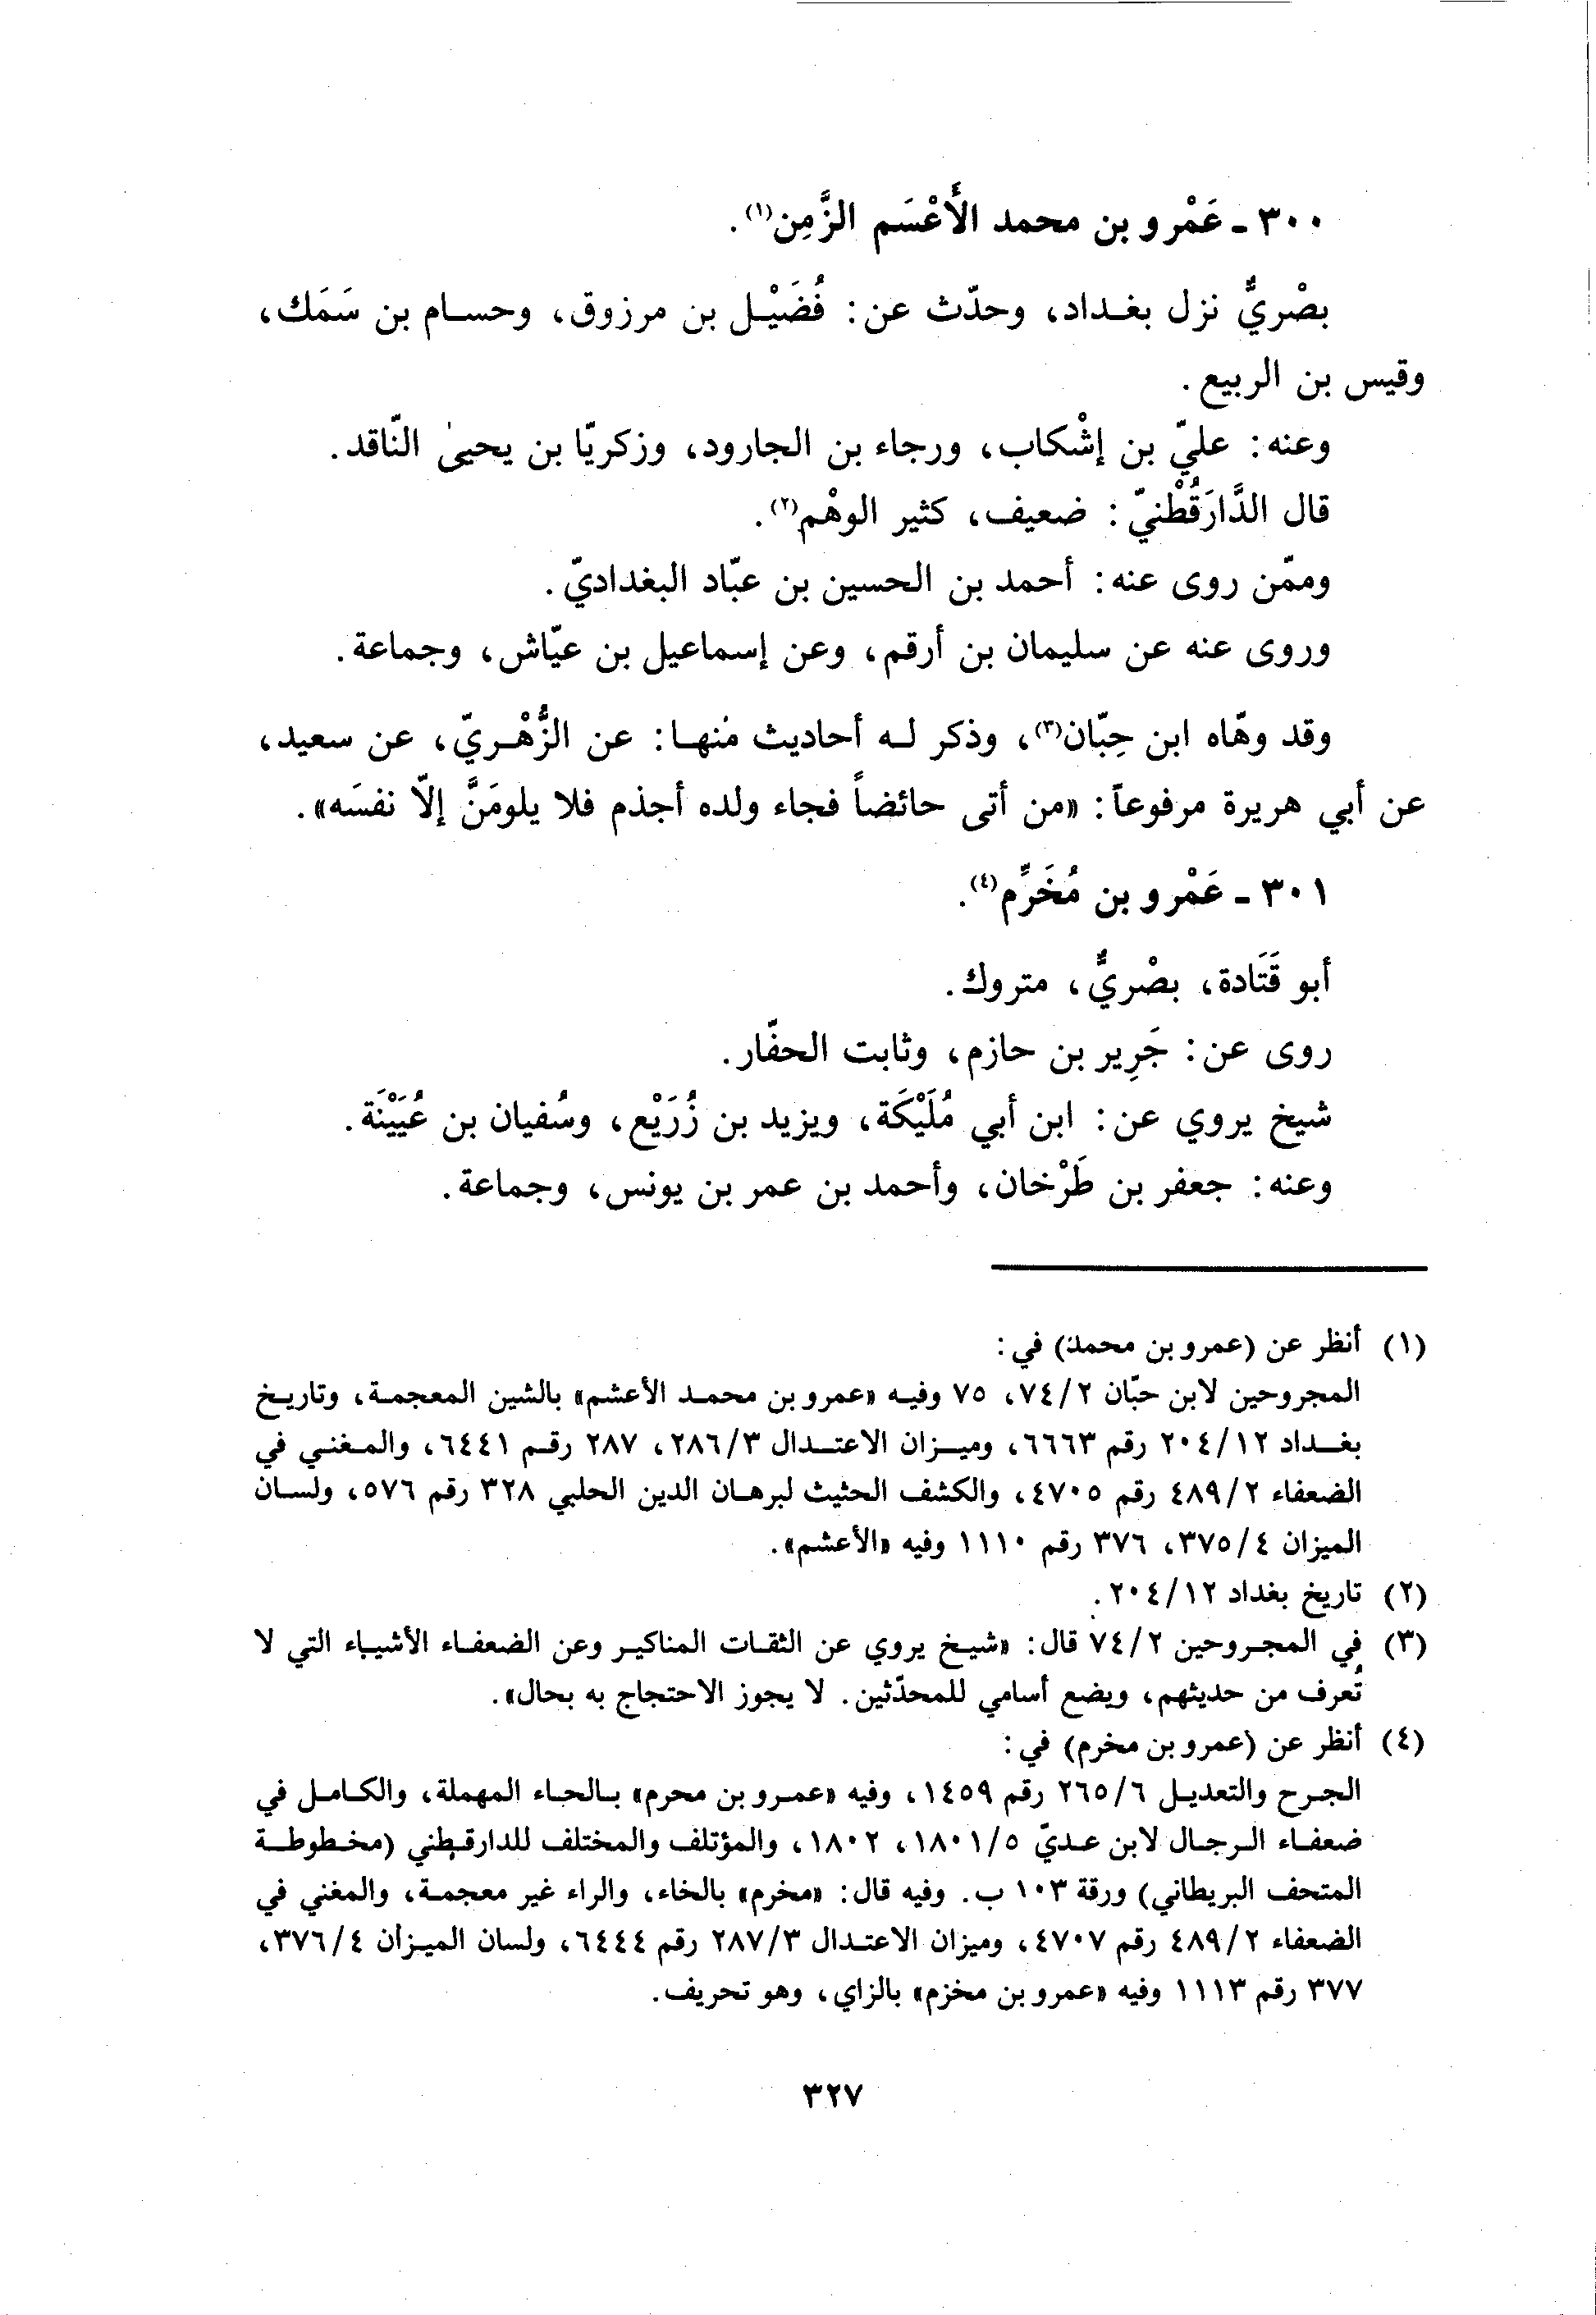 ٣٠٠ ـ عَمْرو بن محمد الأَعْسَم الزَّمِن(١).
بصْريٌّ نزل بغداد، وحدّث عن: فُضَيْل بن مرزوق، وحسام بن سَمَك،
وقيس بن الربيع.
وعنه: عليّ بن إشْكاب، ورجاء بن الجارود، وزكريّا بن يحيىٰ النّاقد.
قال الدَّارَقُطْنيّ: ضعيف، كثير الوهْم(٢).
وممّن روى عنه: أحمد بن الحسين بن عبّاد البغداديّ.
وروى عنه عن سليمان بن أرقم، وعن إسماعيل بن عيّاش، وجماعة.
وقد وهّاه ابن حِبّان(٣)، وذكر له أحاديث منها: عن الزُّهْريّ، عن سعيد،
عن أبي هريرة مرفوعاً: «من أتى حائضاً فجاء ولده أجذم فلا يلومَنَّ إلّا نفسَه».
٣٠١ ـ عَمْرو بن مُخَرِّم(٤).
أبو قَتَادة، بصْريٌّ، متروك.
روى عن: جَرِير بن حازم، وثابت الحفّار.
شيخ يروي عن: ابن أبي مُلَيْكَة، ويزيد بن زُرَيْع، وسُفيان بن عُيَيْنَة.
وعنه: جعفر بن طَرْخان، وأحمد بن عمر بن يونس، وجماعة.
(١) أنظر عن (عمرو بن محمد) في:
المجروحين لابن حبّان ٢/٧٤، ٧٥ وفيه «عمرو بن محمد الأعشم» بالشين المعجمة، وتاريخ
بغداد ١٢/٢٠٤ رقم ٦٦٦٣، وميزان الاعتدال ٣/٢٨٦، ٢٨٧ رقم ٦٤٤١، والمغني في
الضعفاء ٢/٤٨٩ رقم ٤٧٠٥، والكشف الحثيث لبرهان الدين الحلبي ٣٢٨ رقم ٥٧٦، ولسان
الميزان ٤/٣٧٥، ٣٧٦ رقم ١١١٠ وفيه «الأعشم».
(٢) تاريخ بغداد ١٢/٢٠٤.
(٣) في المجروحين ٢/٧٤ قال: «شيخ يروي عن الثقات المناكير وعن الضعفاء الأشياء التي لا
تُعرف من حديثهم، ويضع أسامي للمحدّثين. لا يجوز الاحتجاج به بحال».
(٤) أنظر عن (عمرو بن مخرم) في:
الجرح والتعديل ٦/٢٦٥ رقم ١٤٥٩، وفيه «عمرو بن محرم» بالحاء المهملة، والكامل في
ضعفاء الرجال لابن عديّ ٥/١٨٠١، ١٨٠٢، والمؤتلف والمختلف للدارقطني (مخطوطة
المتحف البريطاني) ورقة ١٠٣ ب. وفيه قال: «مخرم» بالخاء، والراء غير معجمة، والمغني في
الضعفاء ٢/٤٨٩ رقم ٤٧٠٧، وميزان الاعتدال ٣/٢٨٧ رقم ٦٤٤٤، ولسان الميزان ٤/٣٧٦،
٣٧٧ رقم ١١١٣ وفيه «عمرو بن مخزم» بالزاي، وهو تحريف.
٣٢٧